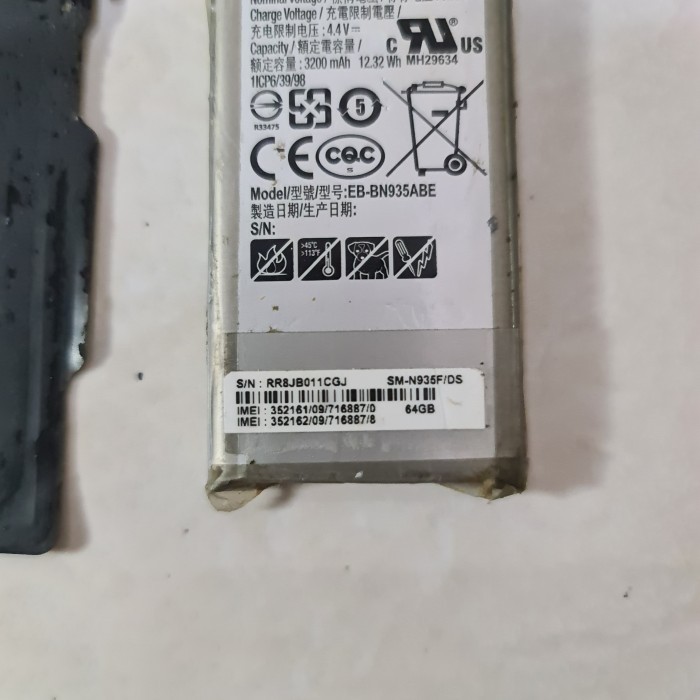 Charge Voltage / 充電限制電壓 /
充电限制电压 : 4.4V⎓
Capacity / 額定電容量 /
额定容量 : 3200 mAh 12.32 Wh
1ICP6/39/98
c RU US
MH29634
R33475
5
CE
CQC
Model/型號/型号:EB-BN935ABE
製造日期/生产日期:
S/N:
>45°C
>112°F
S/N : RR8JB011CGJ SM-N935F/DS
IMEI : 352161/09/716887/0 64GB
IMEI : 352162/09/716887/8